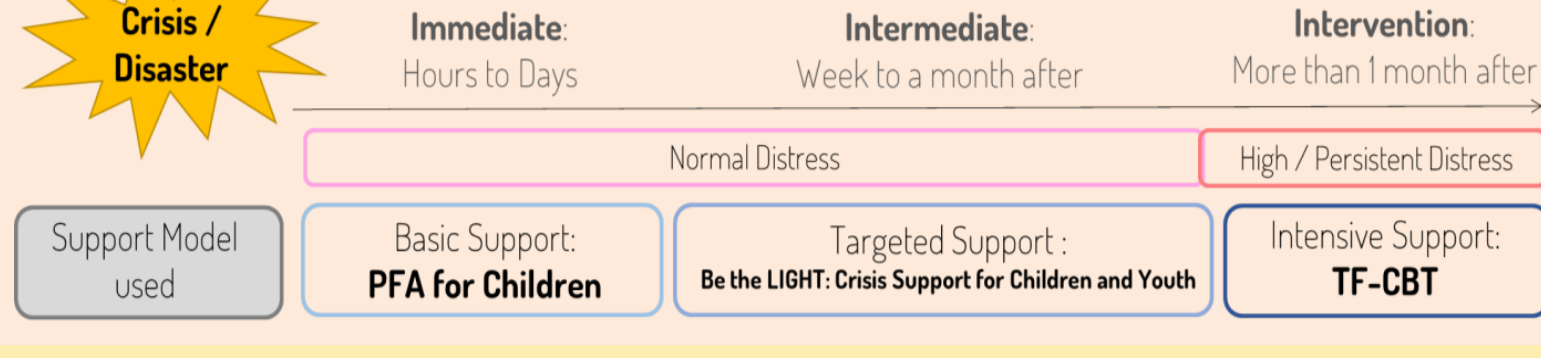 Crisis /
Disaster
Immediate:
Hours to Days
Intermediate:
Week to a month after
Intervention:
More than 1 month after
Normal Distress
High / Persistent Distress
Support Model
used
Basic Support:
PFA for Children
Targeted Support :
Be the LIGHT: Crisis Support for Children and Youth
Intensive Support:
TF-CBT